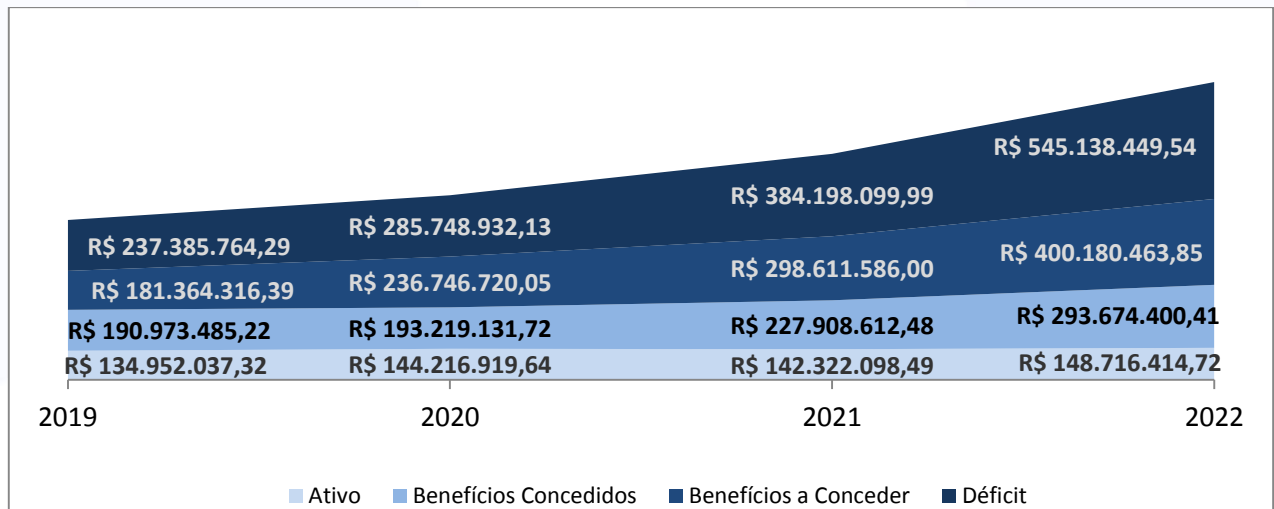 R$ 545.138.449,54
R$ 384.198.099,99
R$ 285.748.932,13
R$ 237.385.764,29
R$ 400.180.463,85
R$ 298.611.586,00
R$ 236.746.720,05
R$ 181.364.316,39
R$ 293.674.400,41
R$ 227.908.612,48
R$ 193.219.131,72
R$ 190.973.485,22
R$ 148.716.414,72
R$ 142.322.098,49
R$ 144.216.919,64
R$ 134.952.037,32
2019 2020 2021 2022
Ativo Benefícios Concedidos Benefícios a Conceder Déficit